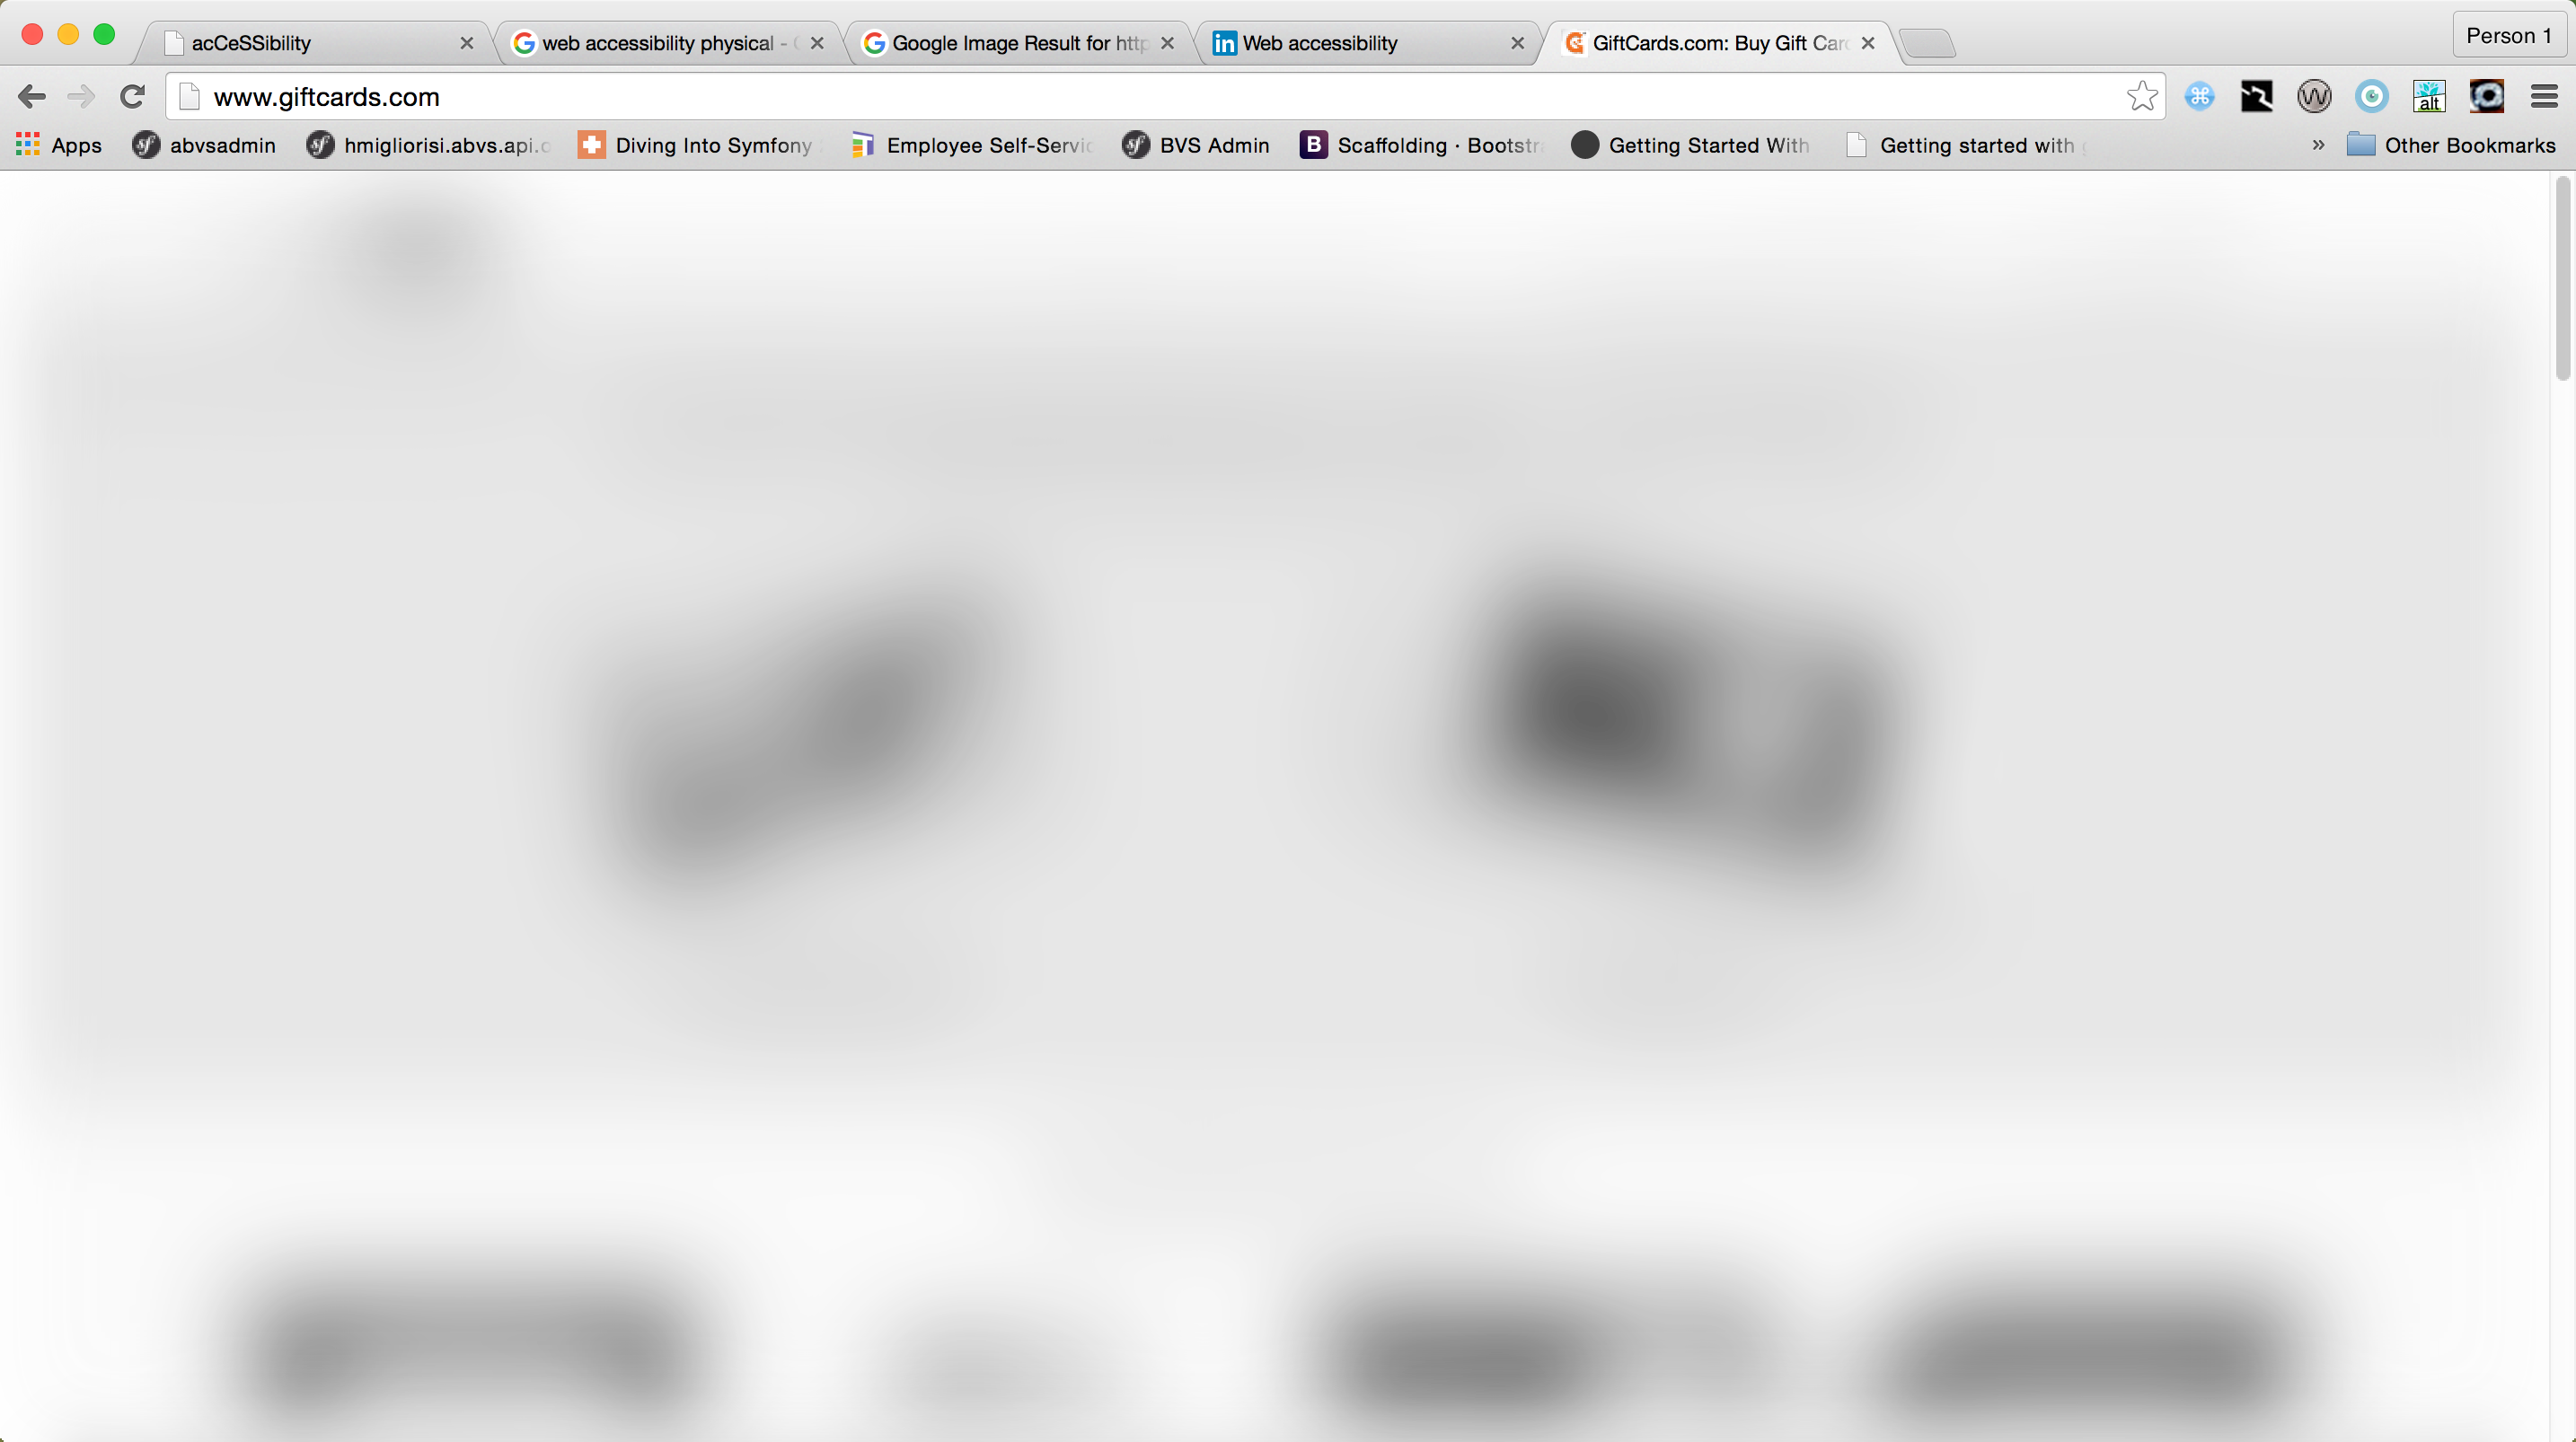 acCeSSibility web accessibility physical - Google Image Result for http Web accessibility GiftCards.com: Buy Gift Car Person 1
www.giftcards.com alt
Apps abvsadmin hmigliorisi.abvs.api. Diving Into Symfony Employee Self-Servic BVS Admin B Scaffolding · Bootstr Getting Started With Getting started with » Other Bookmarks